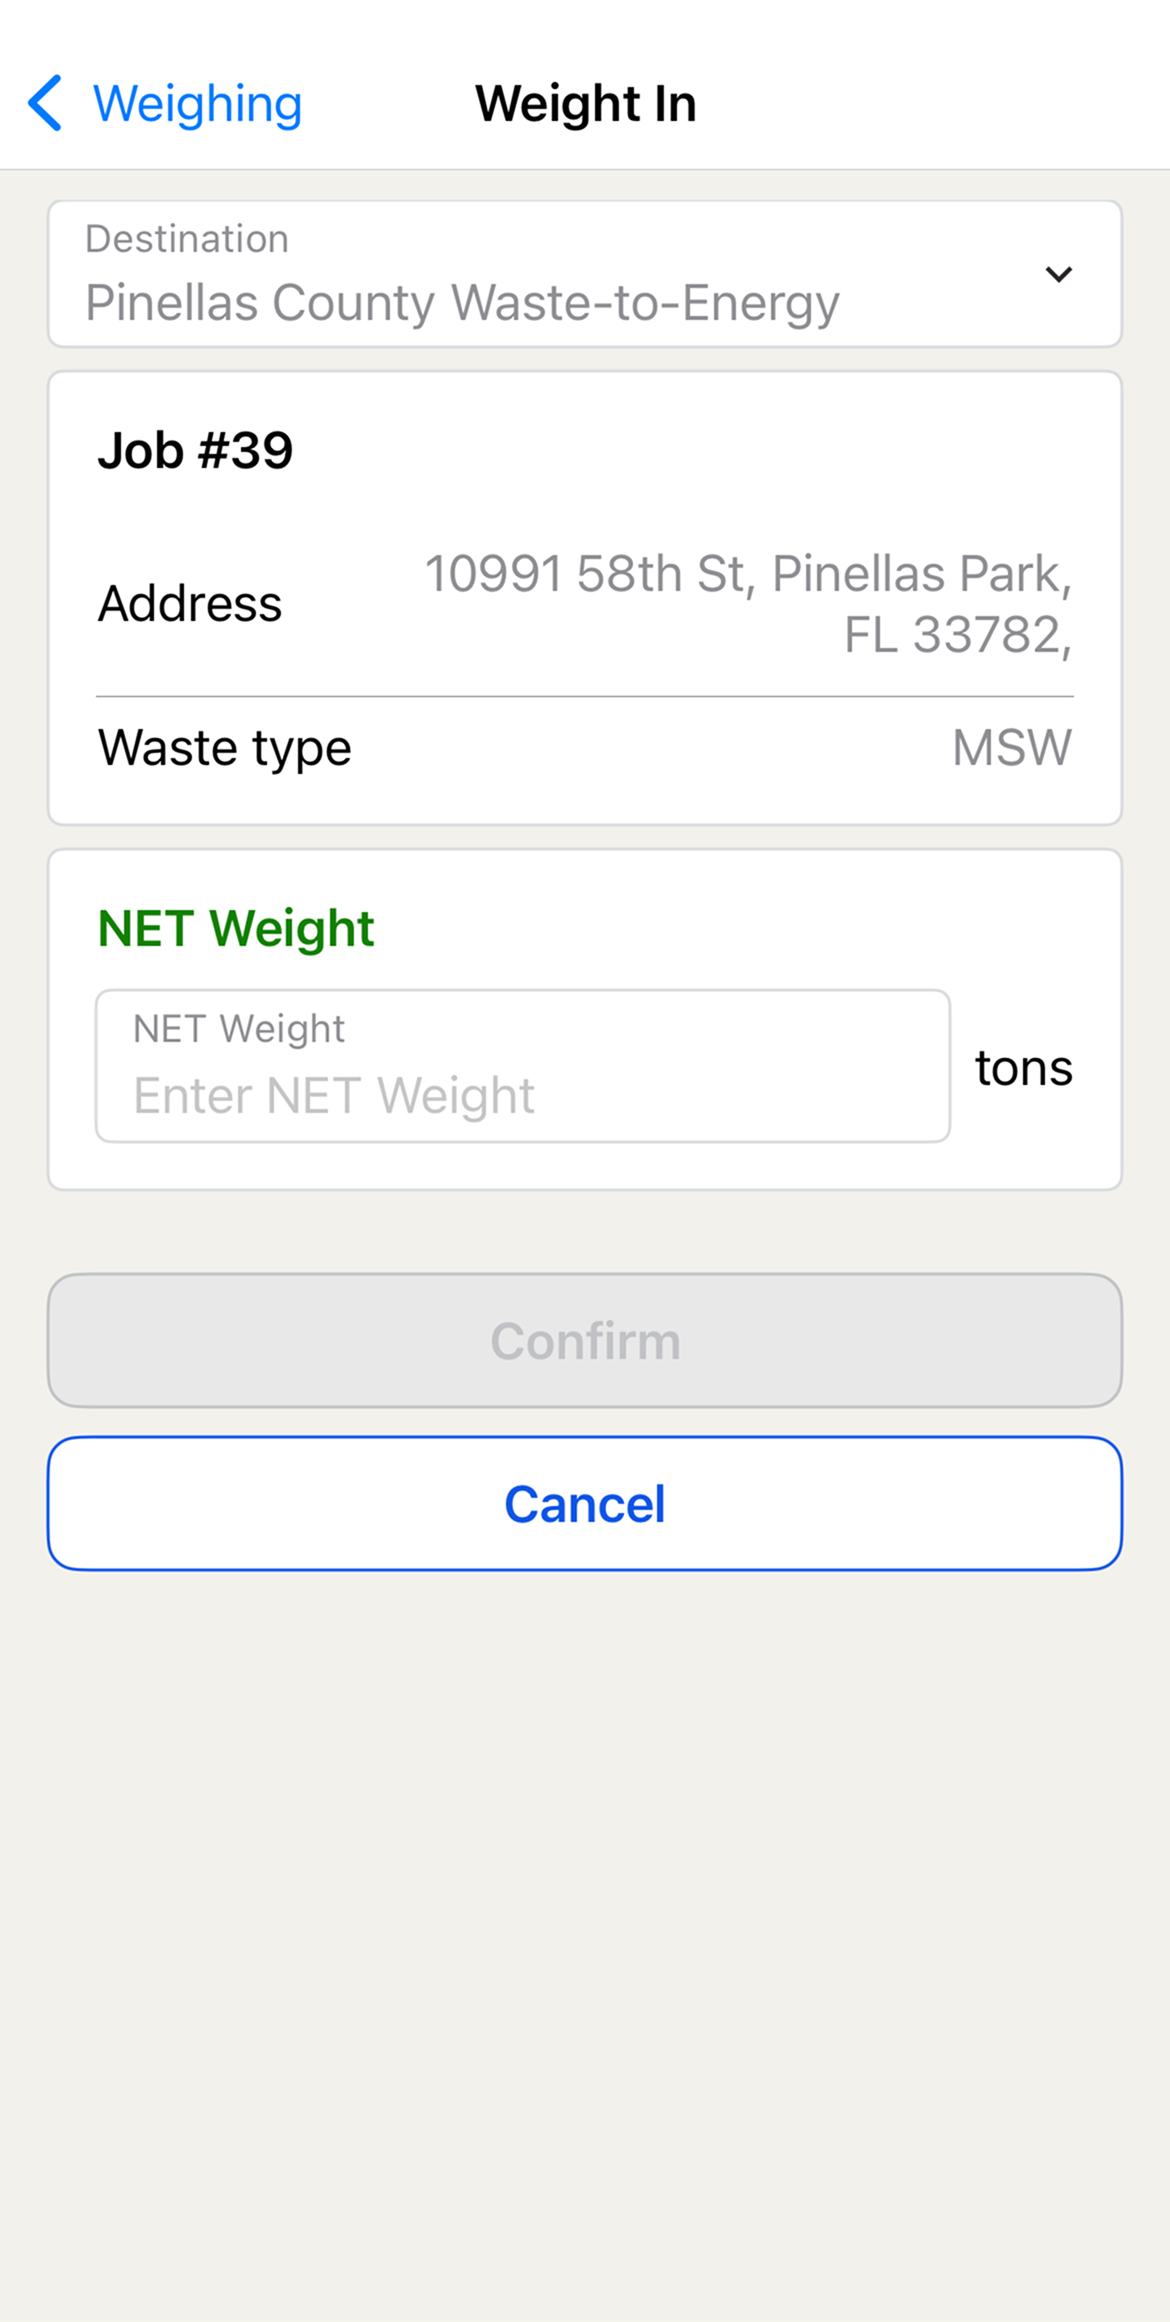 Weighing
Weight In
Destination
Pinellas County Waste-to-Energy
Job #39
Address
10991 58th St, Pinellas Park,
FL 33782,
Waste type
MSW
NET Weight
NET Weight
Enter NET Weight
tons
Confirm
Cancel